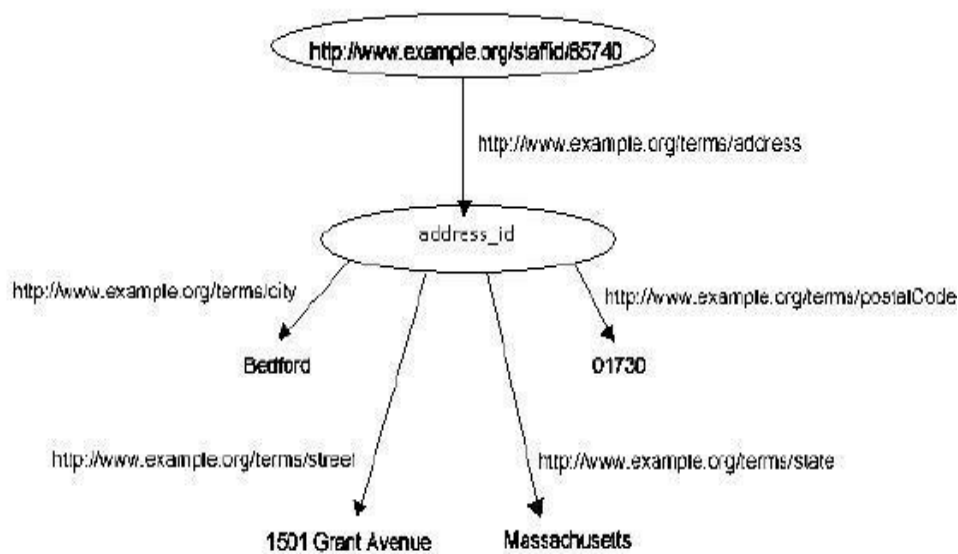 http://www.example.org/staffid/85740
http://www.example.org/terms/address
address_id
http://www.example.org/terms/city
http://www.example.org/terms/postalCode
Bedford
01730
http://www.example.org/terms/street
http://www.example.org/terms/state
1501 Grant Avenue
Massachusetts